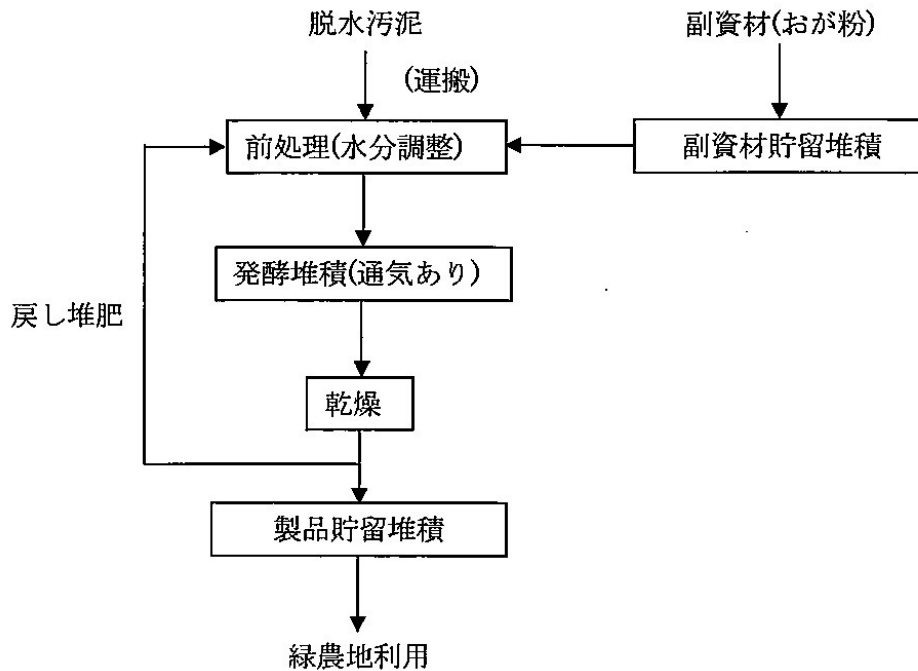 脱水汚泥
副資材(おが粉)
(運搬)
前処理(水分調整)
副資材貯留堆積
発酵堆積(通気あり)
戻し堆肥
乾燥
製品貯留堆積
緑農地利用